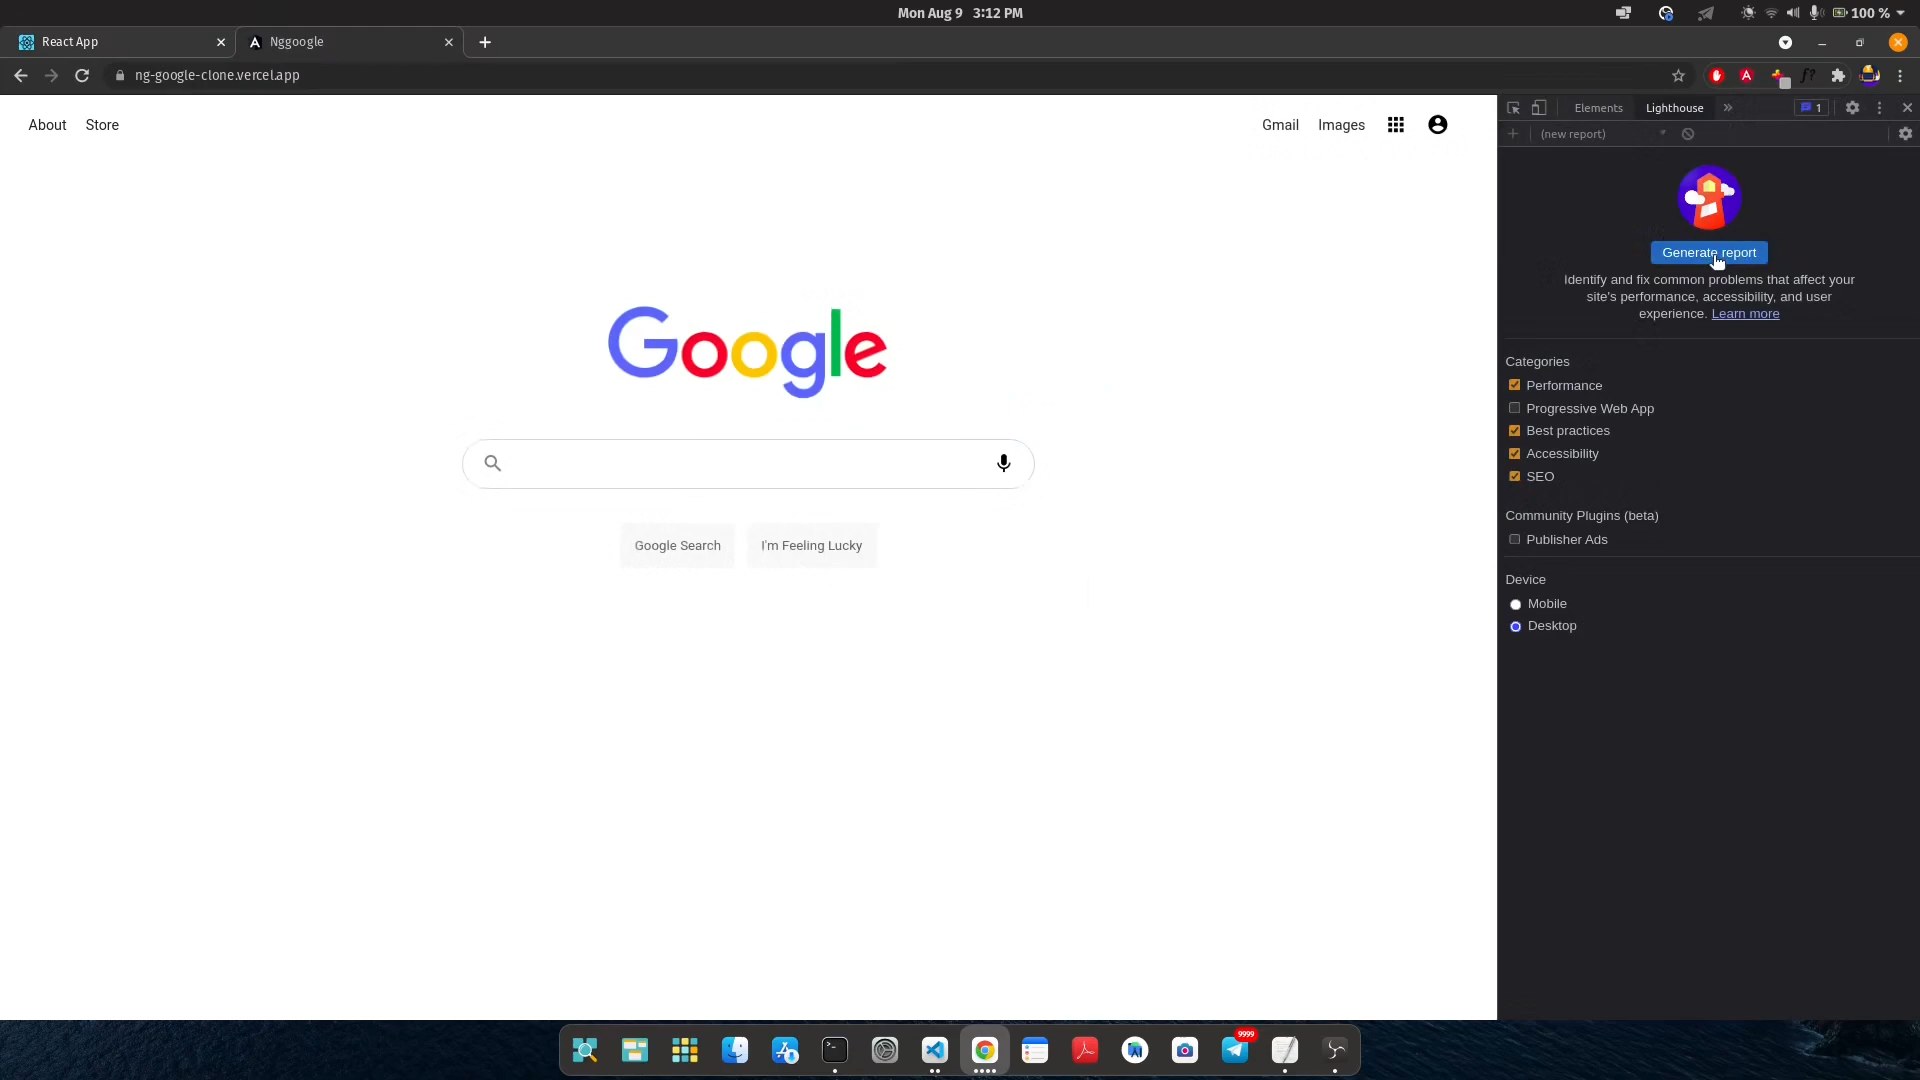 Mon Aug 9 3:12 PM
100 %
React App
Nggoogle
ng-google-clone.vercel.app
f?
About Store
Gmail Images
Google
Google Search
I'm Feeling Lucky
Elements
Lighthouse
1
(new report)
Generate report
Identify and fix common problems that affect your
site's performance, accessibility, and user
experience. Learn more
Categories
Performance
Progressive Web App
Best practices
Accessibility
SEO
Community Plugins (beta)
Publisher Ads
Device
Mobile
Desktop
9999